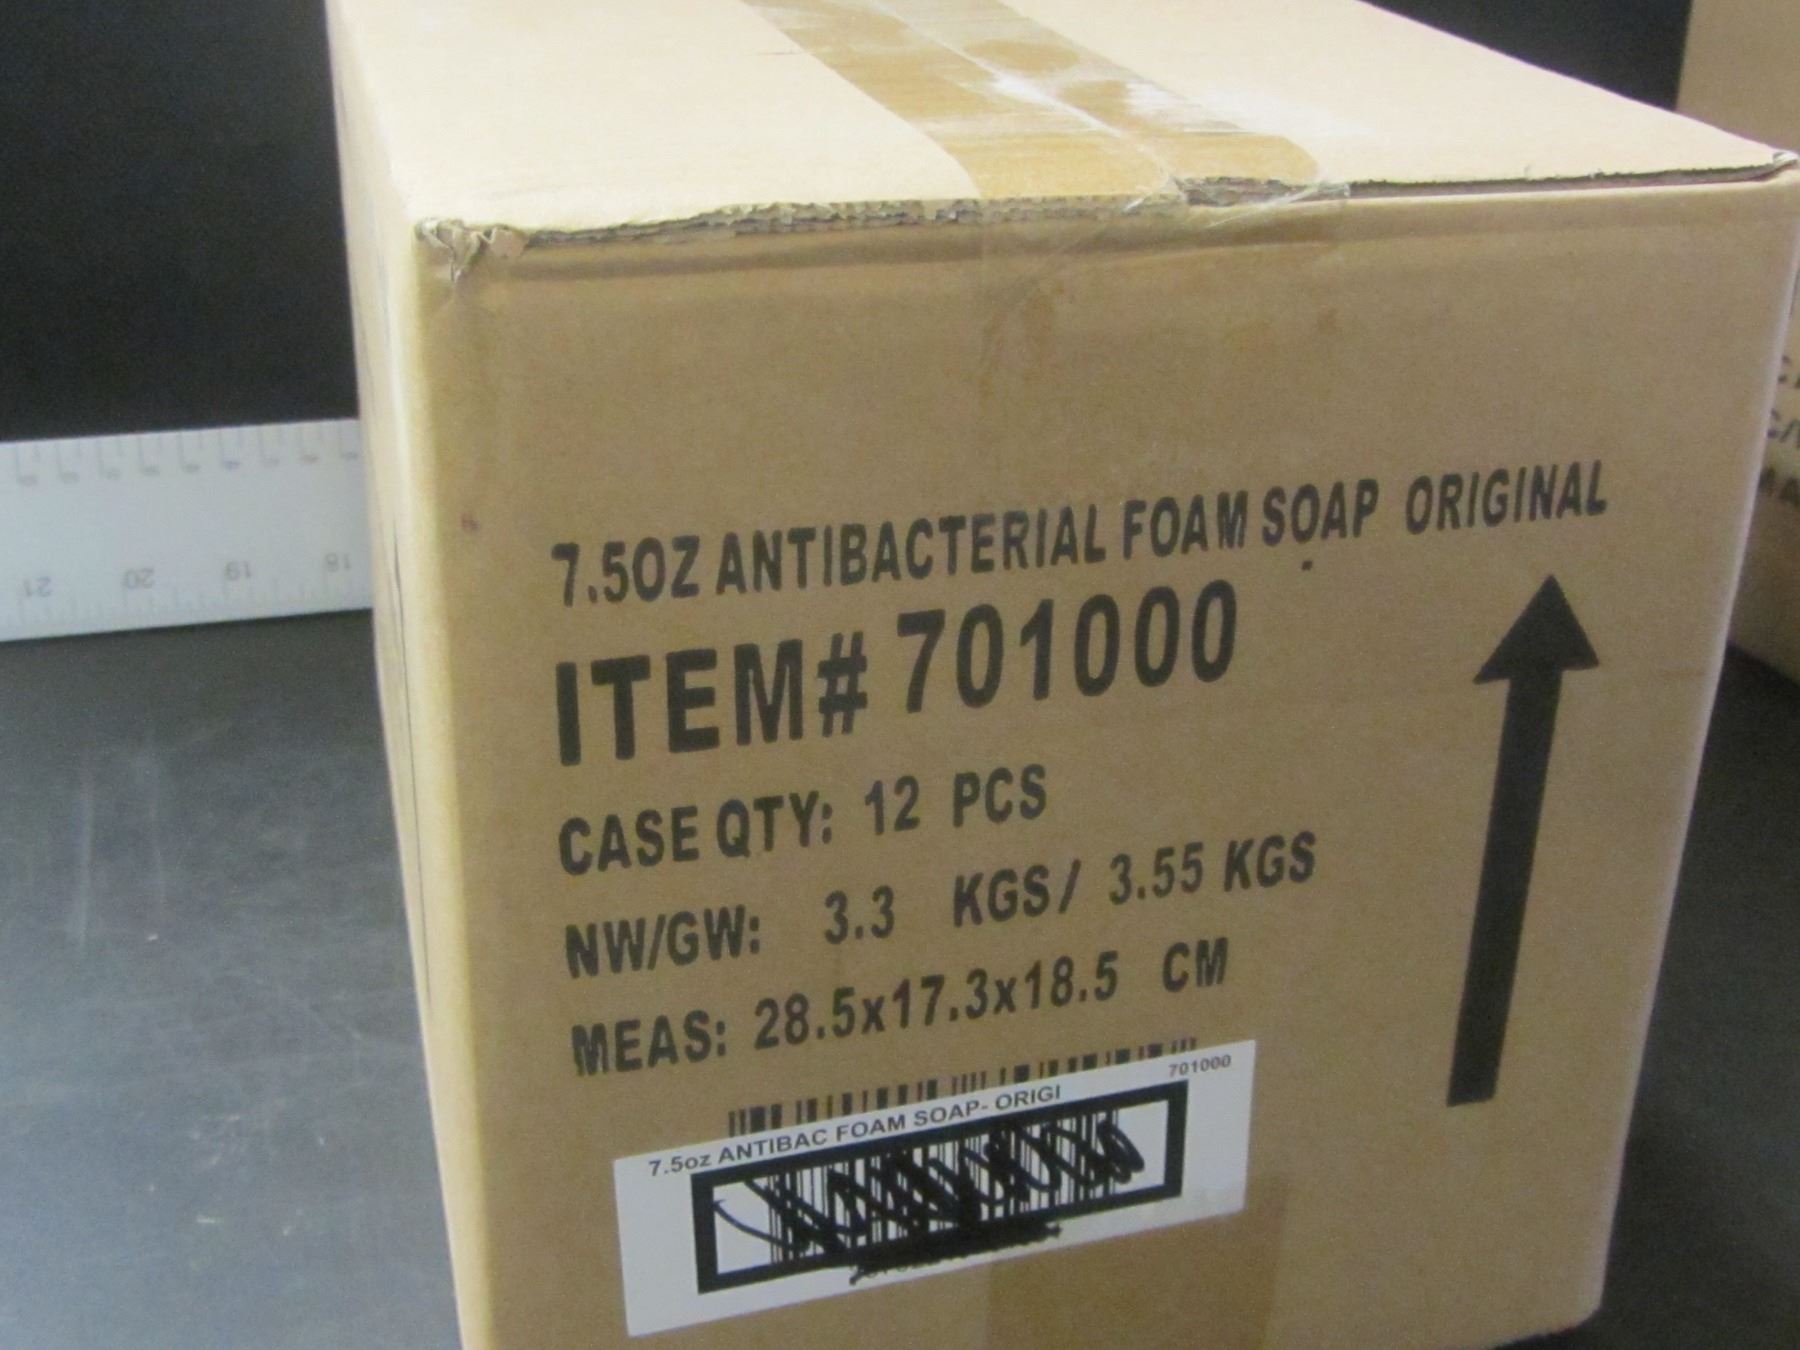 7.5OZ ANTIBACTERIAL FOAM SOAP ORIGINAL
ITEM# 701000
CASE QTY: 12 PCS
NW/GW: 3.3 KGS/ 3.55 KGS
MEAS: 28.5x17.3x18.5 CM
701000
7.5oz ANTIBAC FOAM SOAP- ORIGI
21 20 19 18